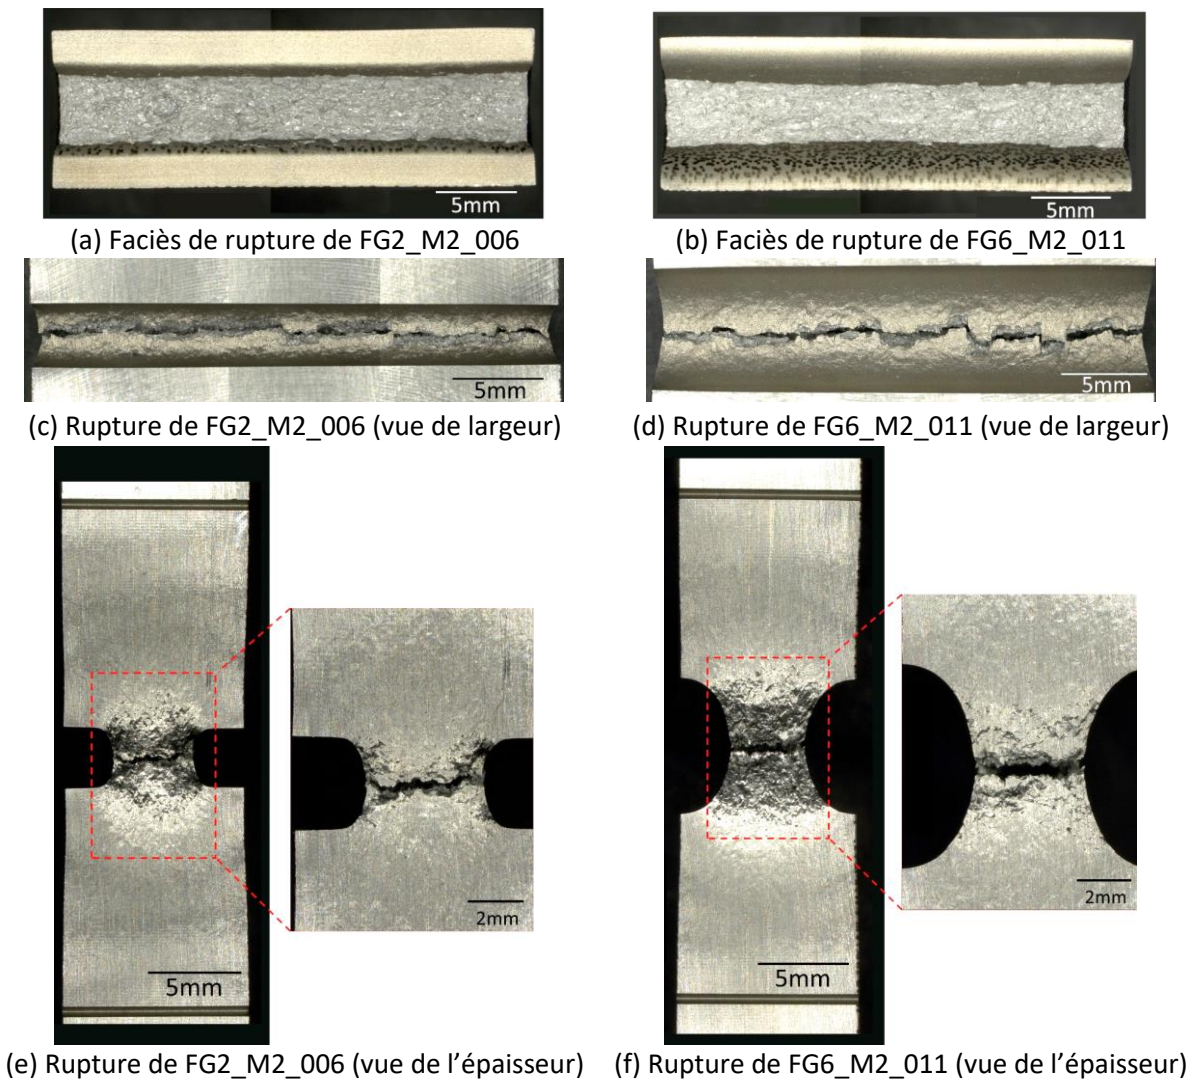 5mm
5mm
(a) Faciès de rupture de FG2_M2_006
(b) Faciès de rupture de FG6_M2_011
5mm
5mm
(c) Rupture de FG2_M2_006 (vue de largeur)
(d) Rupture de FG6_M2_011 (vue de largeur)
2mm
2mm
5mm
5mm
(e) Rupture de FG2_M2_006 (vue de l’épaisseur)
(f) Rupture de FG6_M2_011 (vue de l’épaisseur)